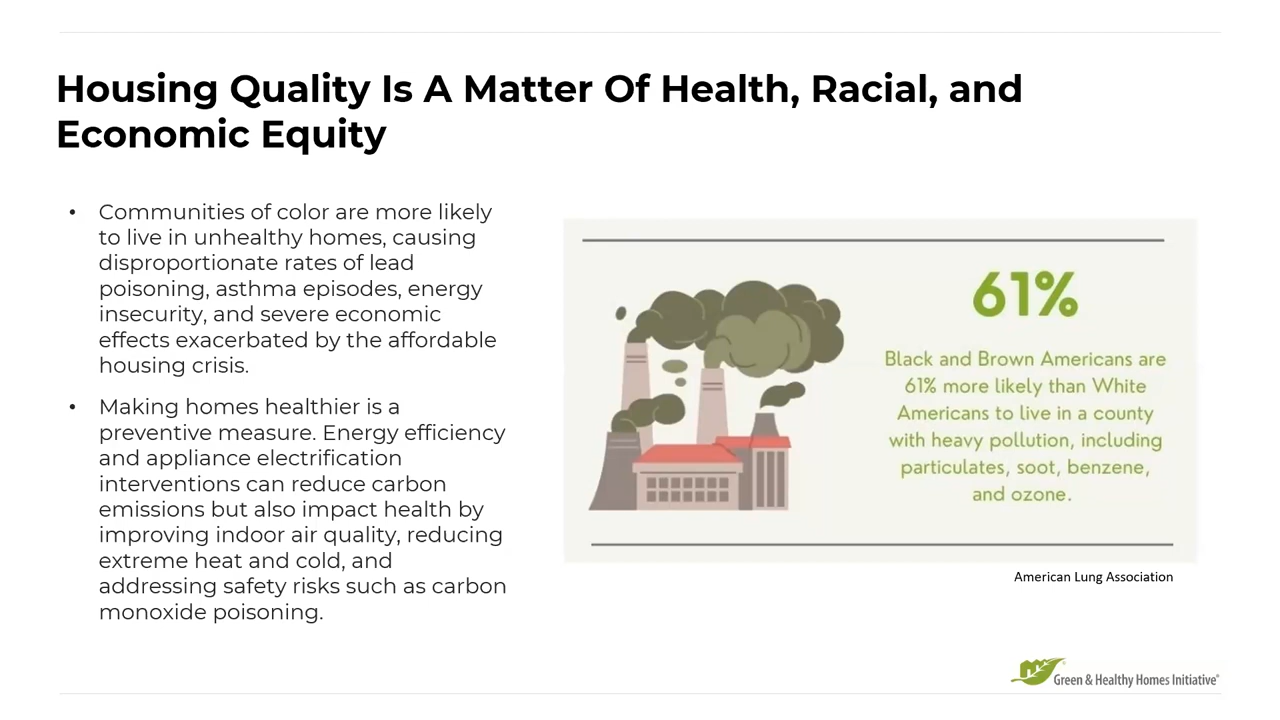 Housing Quality Is A Matter Of Health, Racial, and
Economic Equity
• Communities of color are more likely
to live in unhealthy homes, causing
disproportionate rates of lead
poisoning, asthma episodes, energy
insecurity, and severe economic
effects exacerbated by the affordable
housing crisis.
• Making homes healthier is a
preventive measure. Energy efficiency
and appliance electrification
interventions can reduce carbon
emissions but also impact health by
improving indoor air quality, reducing
extreme heat and cold, and
addressing safety risks such as carbon
monoxide poisoning.
61%
Black and Brown Americans are
61% more likely than White
Americans to live in a county
with heavy pollution, including
particulates, soot, benzene,
and ozone.
American Lung Association
Green & Healthy Homes Initiative®